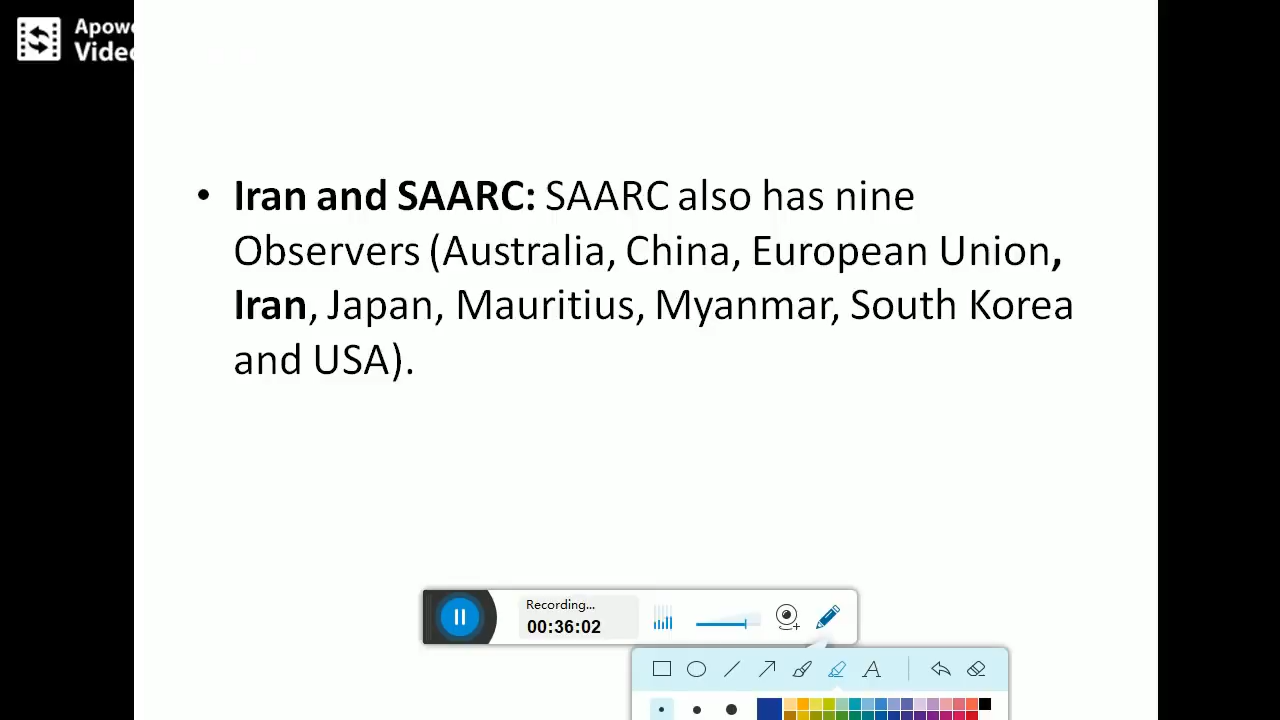 Video
• Iran and SAARC: SAARC also has nine
Observers (Australia, China, European Union,
Iran, Japan, Mauritius, Myanmar, South Korea
and USA).
Recording...
00:36:02
A